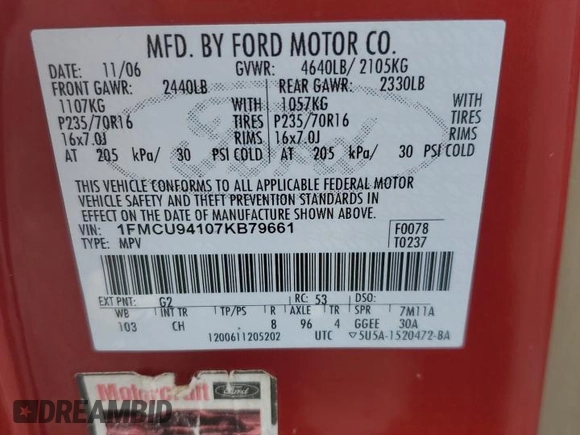 MFD. BY FORD MOTOR CO.
DATE: 11/06 GVWR: 4640LB/ 2105KG
FRONT GAWR: 2440LB REAR GAWR: 2330LB
1107KG WITH 1057KG WITH
P235/70R16 TIRES P235/70R16 TIRES
16x7.0J RIMS 16x7.0J RIMS
AT 205 kPa/ 30 PSI COLD AT 205 kPa/ 30 PSI COLD
THIS VEHICLE CONFORMS TO ALL APPLICABLE FEDERAL MOTOR
VEHICLE SAFETY AND THEFT PREVENTION STANDARDS IN
EFFECT ON THE DATE OF MANUFACTURE SHOWN ABOVE.
VIN: 1FMCU94107KB79661 F0078
TYPE: MPV T0237
EXT PNT: G2 RC: 53 DSO:
WB INT TR TP/PS R AXLE TR SPR 7M11A
103 CH . 8 96 4 GGEE 30A
1200611205202 UTC ▽5U5A-1520472-BA
Ford
Motorcraft
Ford
DREAMBID